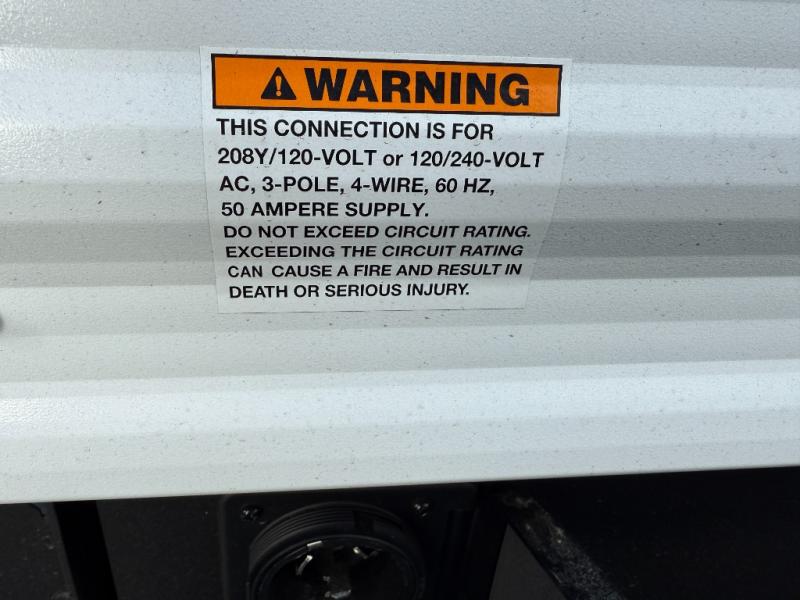 WARNING
THIS CONNECTION IS FOR
208Y/120-VOLT or 120/240-VOLT
AC, 3-POLE, 4-WIRE, 60 HZ,
50 AMPERE SUPPLY.
DO NOT EXCEED CIRCUIT RATING.
EXCEEDING THE CIRCUIT RATING
CAN CAUSE A FIRE AND RESULT IN
DEATH OR SERIOUS INJURY.